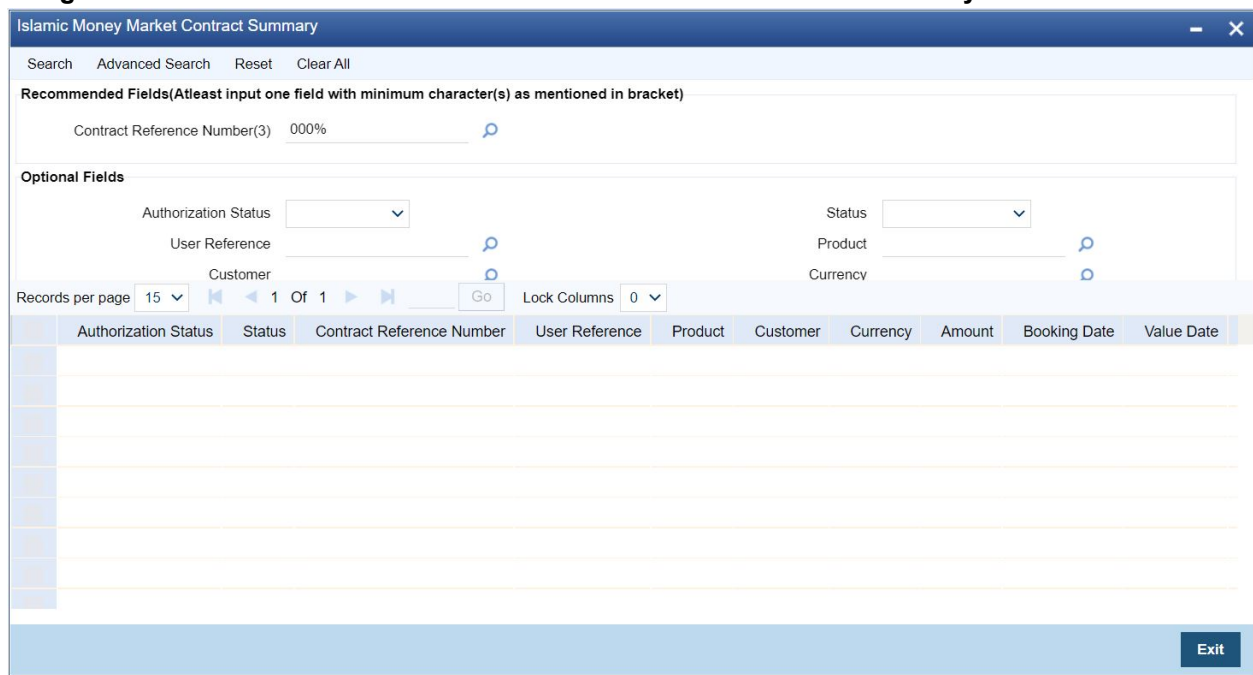 Islamic Money Market Contract Summary
Search Advanced Search Reset Clear All
Recommended Fields(Atleast input one field with minimum character(s) as mentioned in bracket)
Contract Reference Number(3) 000%
Optional Fields
Authorization Status Status
User Reference Product
Customer Currency
Records per page 15 1 Of 1 Go Lock Columns 0
Authorization Status Status Contract Reference Number User Reference Product Customer Currency Amount Booking Date Value Date
Exit